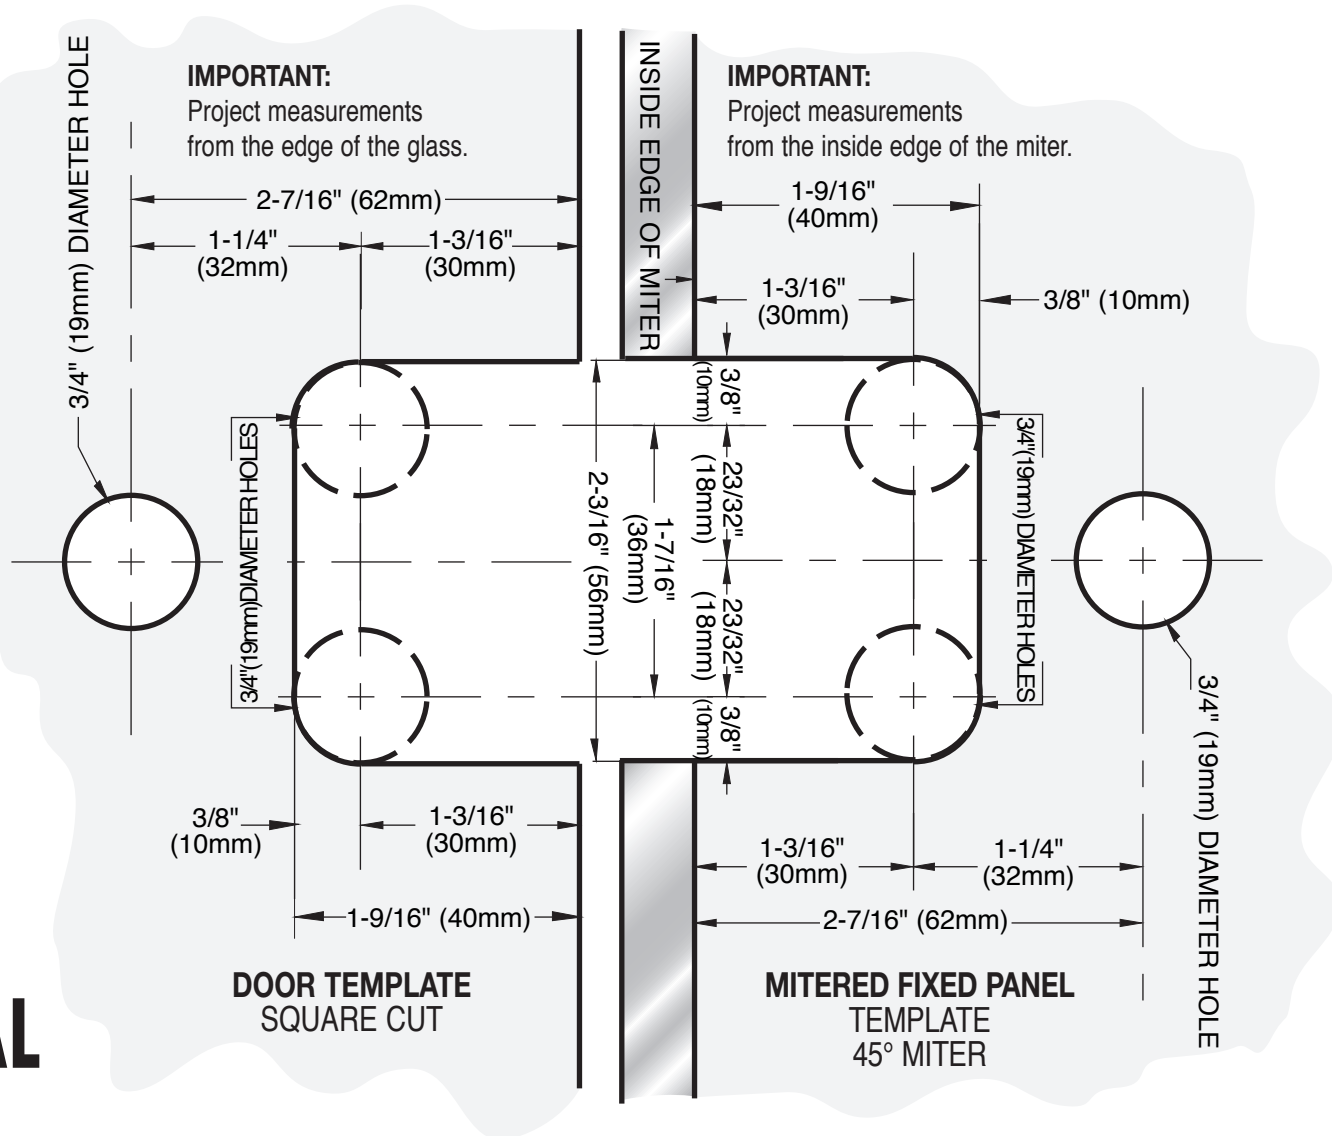 3/4" (19mm) DIAMETER HOLE
IMPORTANT:
Project measurements
from the edge of the glass.
2-7/16" (62mm)
1-1/4"
(32mm)
1-3/16"
(30mm)
INSIDE EDGE OF MITER
IMPORTANT:
Project measurements
from the inside edge of the miter.
1-9/16"
(40mm)
1-3/16"
(30mm)
3/8" (10mm)
3/4"(19mm)DIAMETER HOLES
2-3/16" (56mm)
1-7/16"
(36mm)
3/8"
(10mm)
23/32"
(18mm)
23/32"
(18mm)
3/8"
(10mm)
3/4"(19mm) DIAMETER HOLES
3/4" (19mm) DIAMETER HOLE
3/8"
(10mm)
1-3/16"
(30mm)
1-9/16" (40mm)
1-3/16"
(30mm)
1-1/4"
(32mm)
2-7/16" (62mm)
DOOR TEMPLATE
SQUARE CUT
MITERED FIXED PANEL
TEMPLATE
45° MITER